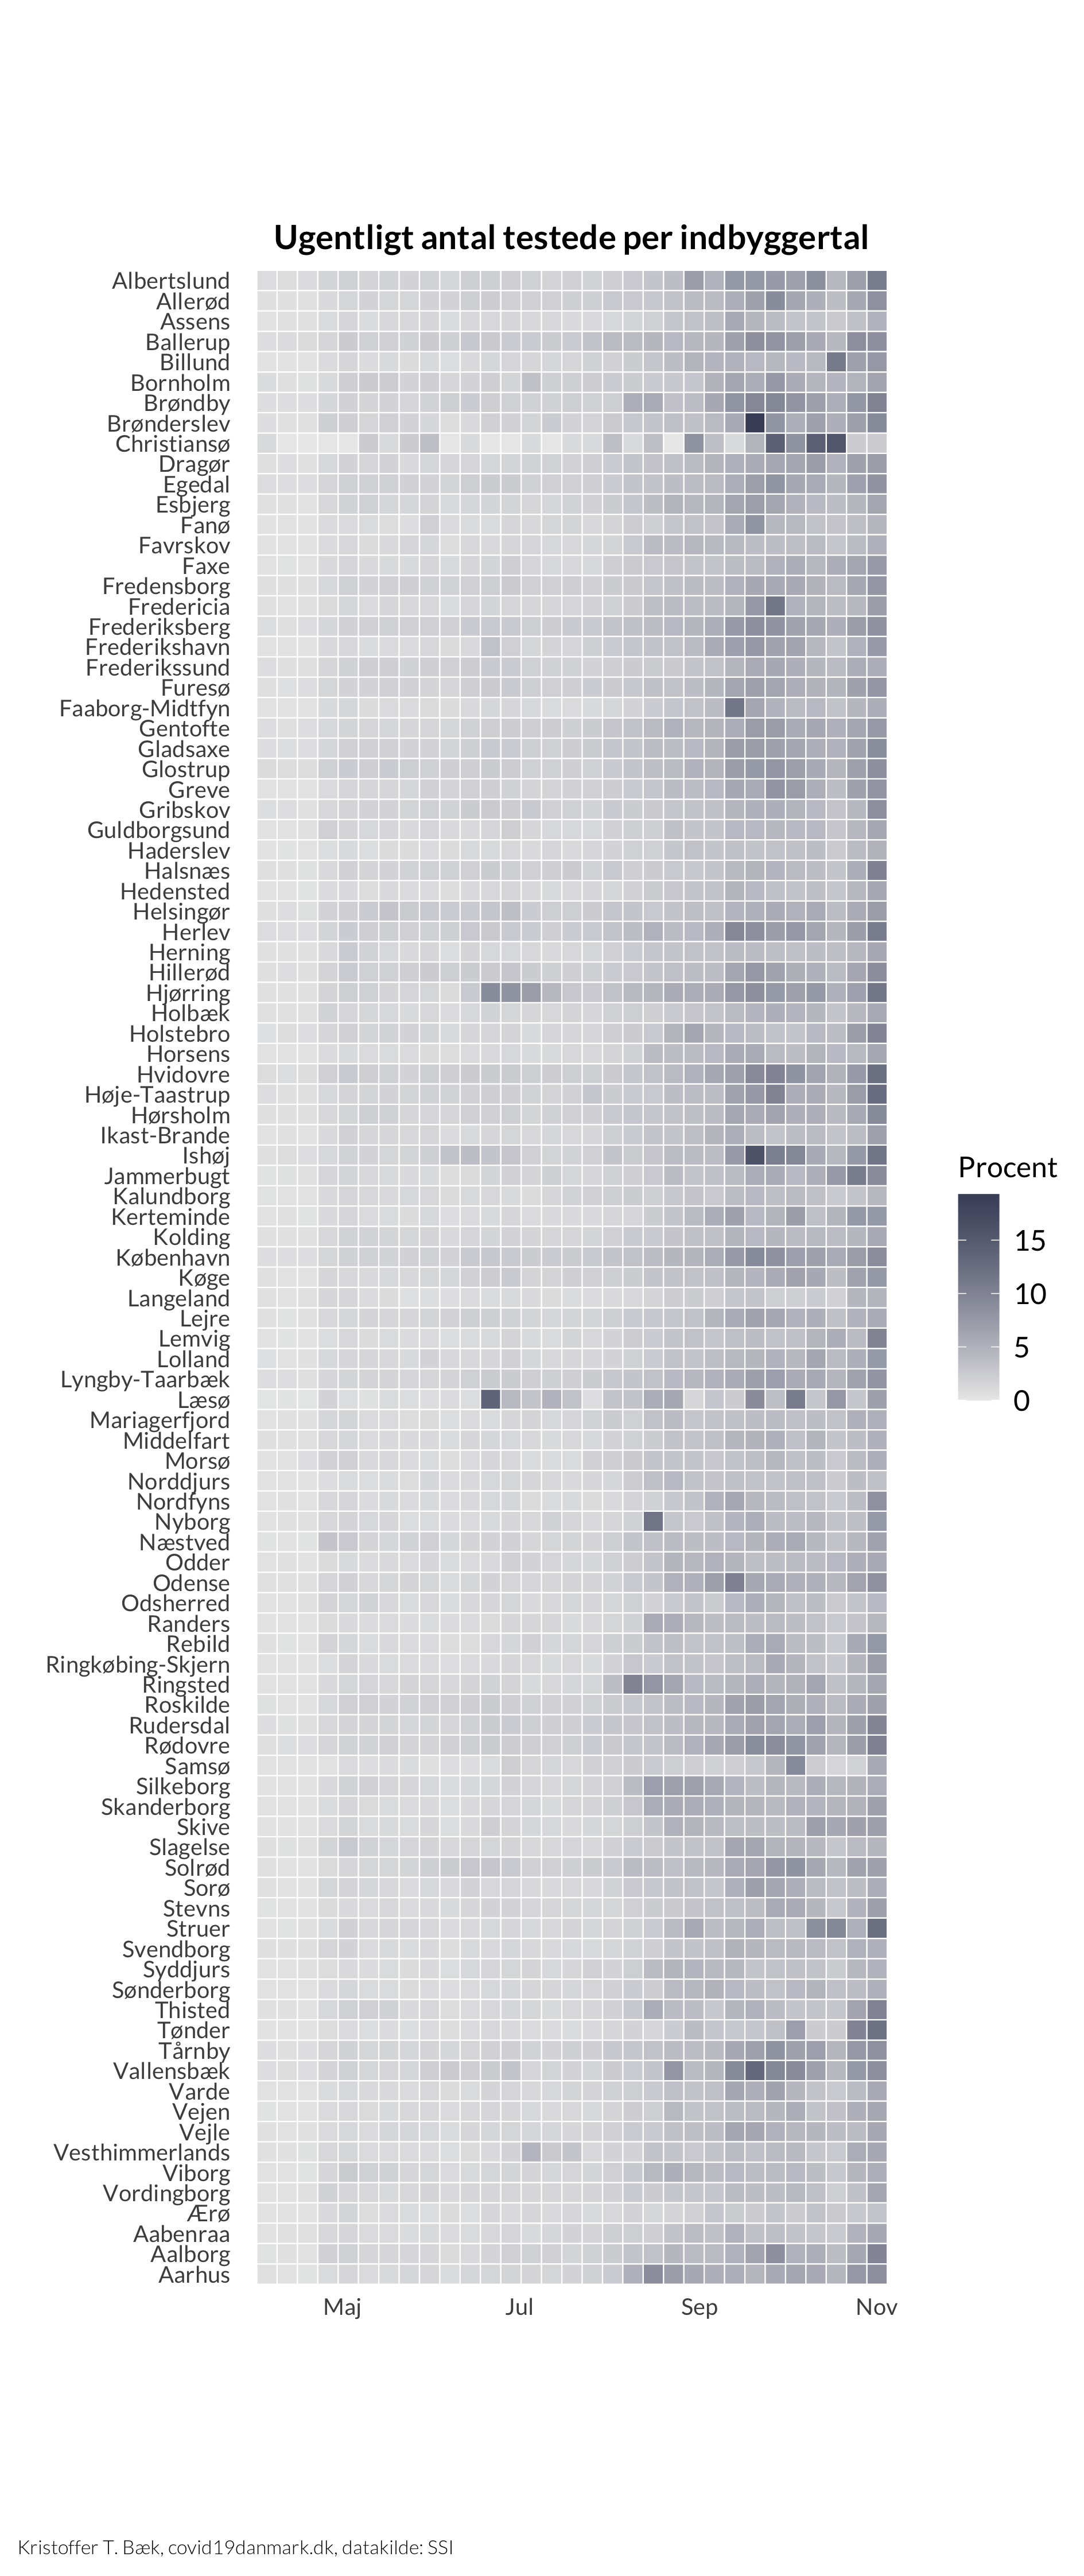 Ugentligt antal testede per indbyggertal
Albertslund
Allerød
Assens
Ballerup
Billund
Bornholm
Brøndby
Brønderslev
Christiansø
Dragør
Egedal
Esbjerg
Fanø
Favrskov
Faxe
Fredensborg
Fredericia
Frederiksberg
Frederikshavn
Frederikssund
Furesø
Faaborg-Midtfyn
Gentofte
Gladsaxe
Glostrup
Greve
Gribskov
Guldborgsund
Haderslev
Halsnæs
Hedensted
Helsingør
Herlev
Herning
Hillerød
Hjørring
Holbæk
Holstebro
Horsens
Hvidovre
Høje-Taastrup
Hørsholm
Ikast-Brande
Ishøj
Jammerbugt
Kalundborg
Kerteminde
Kolding
København
Køge
Langeland
Lejre
Lemvig
Lolland
Lyngby-Taarbæk
Læsø
Mariagerfjord
Middelfart
Morsø
Norddjurs
Nordfyns
Nyborg
Næstved
Odder
Odense
Odsherred
Randers
Rebild
Ringkøbing-Skjern
Ringsted
Roskilde
Rudersdal
Rødovre
Samsø
Silkeborg
Skanderborg
Skive
Slagelse
Solrød
Sorø
Stevns
Struer
Svendborg
Syddjurs
Sønderborg
Thisted
Tønder
Tårnby
Vallensbæk
Varde
Vejen
Vejle
Vesthimmerlands
Viborg
Vordingborg
Ærø
Aabenraa
Aalborg
Aarhus
Maj Jul Sep Nov
Procent
15
10
5
0
Kristoffer T. Bæk, covid19danmark.dk, datakilde: SSI